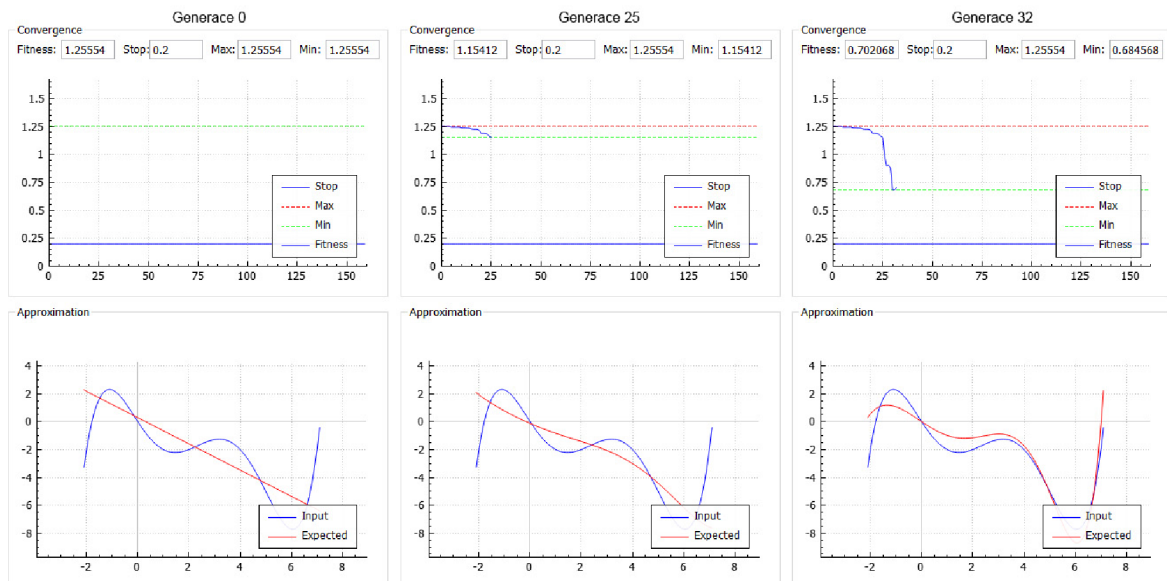 Generace 0
Convergence
Fitness: 1.25554 Stop: 0.2 Max: 1.25554 Min: 1.25554
1.5
1.25
1
0.75
0.5
0.25
0
0 25 50 75 100 125 150
Stop
Max
Min
Fitness
Approximation
4
2
0
-2
-4
-6
-8
-2 0 2 4 6 8
Input
Expected
Generace 25
Convergence
Fitness: 1.15412 Stop: 0.2 Max: 1.25554 Min: 1.15412
1.5
1.25
1
0.75
0.5
0.25
0
0 25 50 75 100 125 150
Stop
Max
Min
Fitness
Approximation
4
2
0
-2
-4
-6
-8
-2 0 2 4 6 8
Input
Expected
Generace 32
Convergence
Fitness: 0.702068 Stop: 0.2 Max: 1.25554 Min: 0.684568
1.5
1.25
1
0.75
0.5
0.25
0
0 25 50 75 100 125 150
Stop
Max
Min
Fitness
Approximation
4
2
0
-2
-4
-6
-8
-2 0 2 4 6 8
Input
Expected